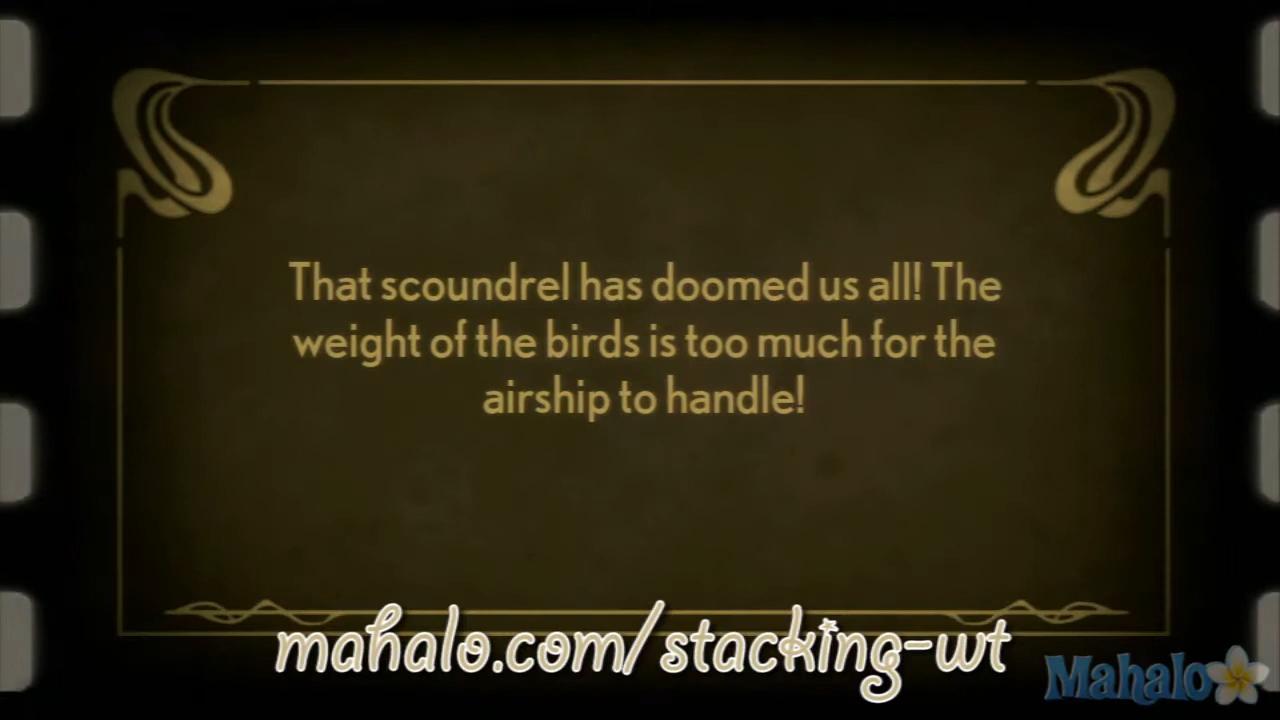 That scoundrel has doomed us all! The
weight of the birds is too much for the
airship to handle!
mahalo.com/stacking-wt
Mahalo